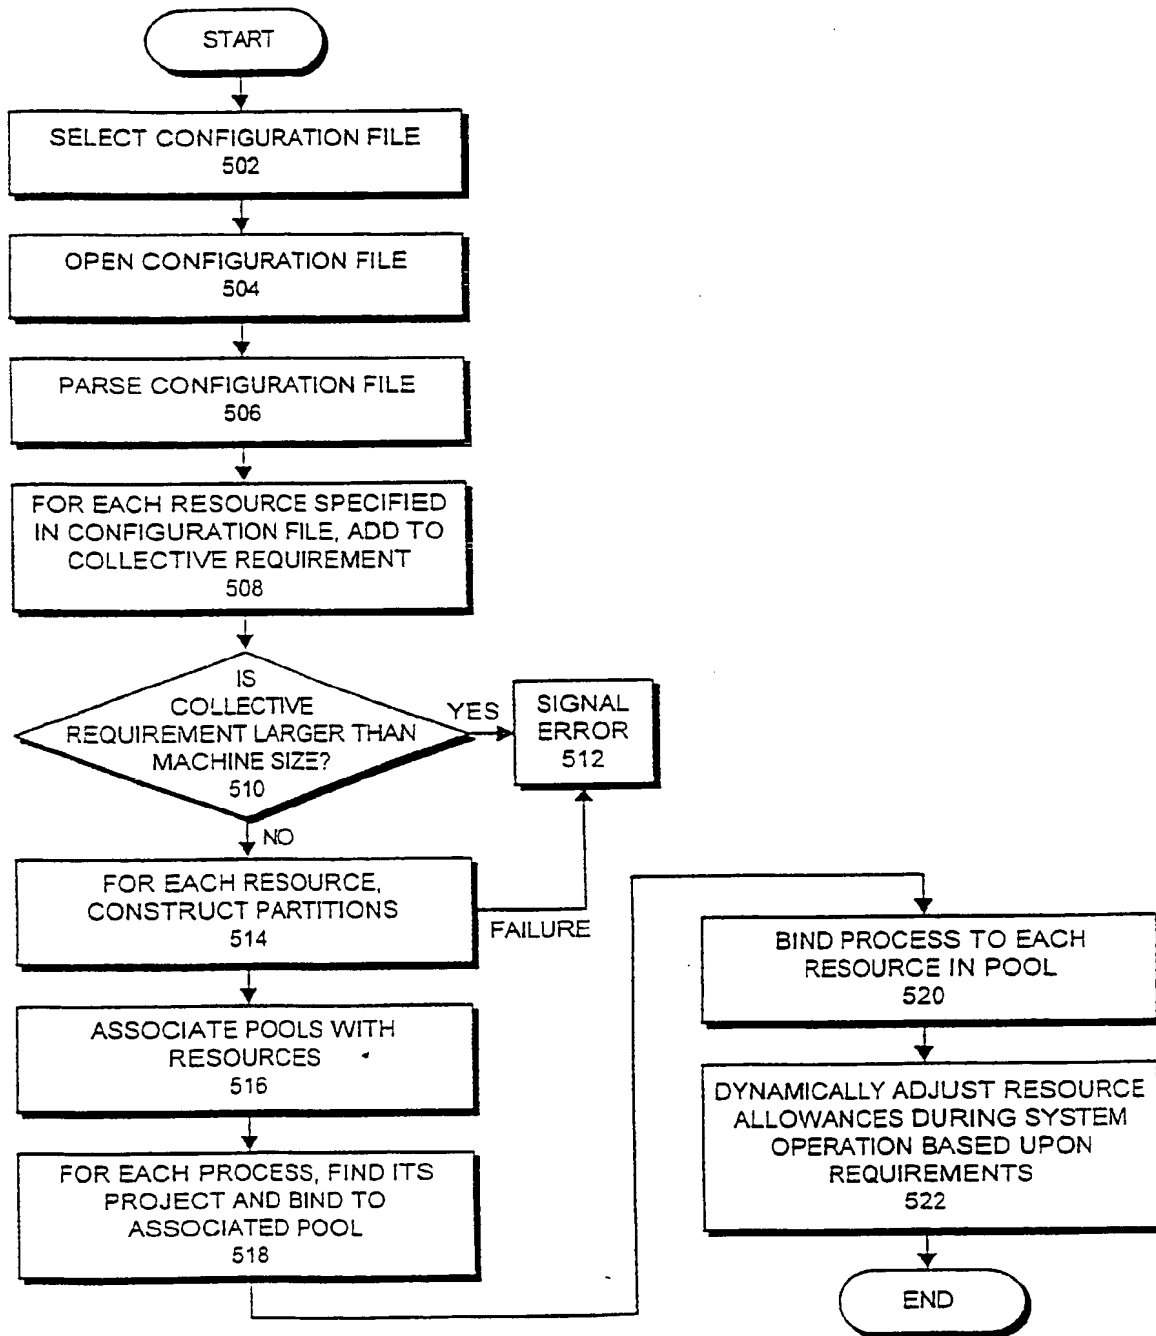 START
SELECT CONFIGURATION FILE
502
OPEN CONFIGURATION FILE
504
PARSE CONFIGURATION FILE
506
FOR EACH RESOURCE SPECIFIED
IN CONFIGURATION FILE, ADD TO
COLLECTIVE REQUIREMENT
508
IS
COLLECTIVE
REQUIREMENT LARGER THAN
MACHINE SIZE?
510
YES
SIGNAL
ERROR
512
NO
FOR EACH RESOURCE,
CONSTRUCT PARTITIONS
514
FAILURE
ASSOCIATE POOLS WITH
RESOURCES
516
FOR EACH PROCESS, FIND ITS
PROJECT AND BIND TO
ASSOCIATED POOL
518
BIND PROCESS TO EACH
RESOURCE IN POOL
520
DYNAMICALLY ADJUST RESOURCE
ALLOWANCES DURING SYSTEM
OPERATION BASED UPON
REQUIREMENTS
522
END